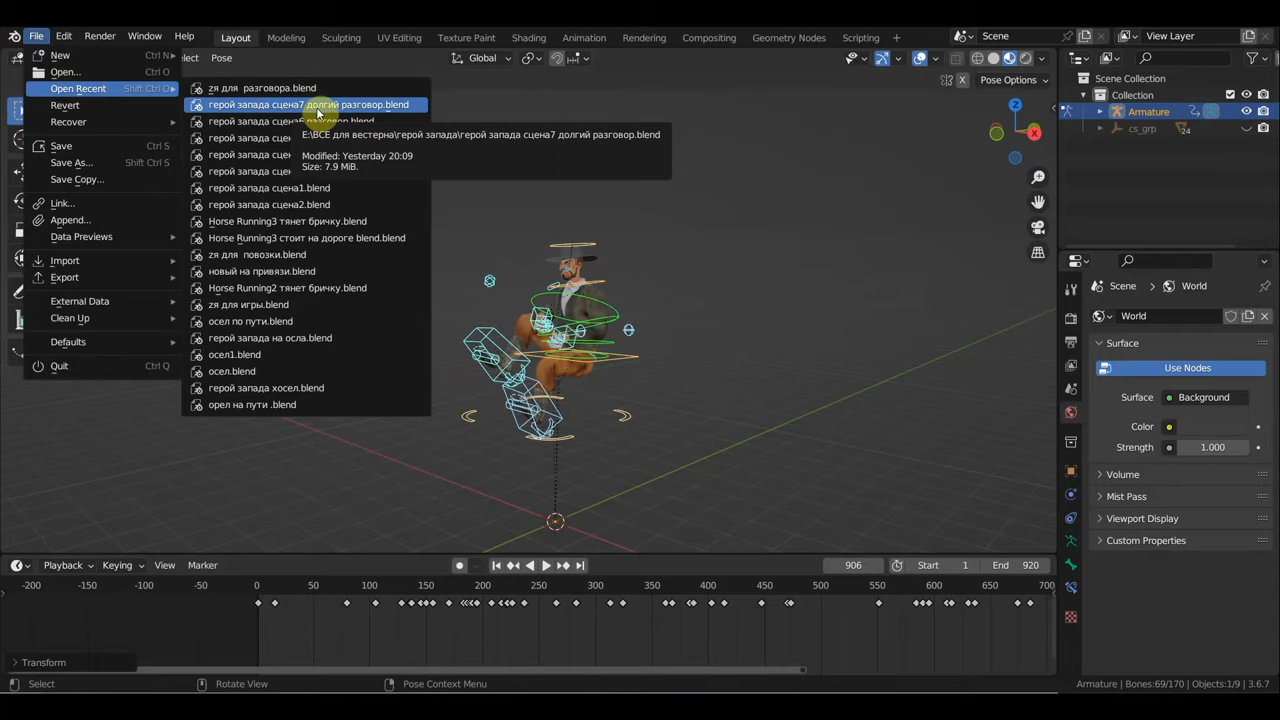 File Edit Render Window Help Layout Modeling Sculpting UV Editing Texture Paint Shading Animation Rendering Compositing Geometry Nodes Scripting Scene View Layer
New Ctrl N
Open... Ctrl O
Open Recent Shift Ctrl O
Revert
Recover
Save Ctrl S
Save As... Shift Ctrl S
Save Copy...
Link...
Append...
Data Previews
Import
Export
External Data
Clean Up
Defaults
Quit Ctrl Q
Pose
Global
Pose Options
zя для разговора.blend
герой запада сцена7 долгий разговор.blend
герой запада
E:\ВСЕ для вестерна\герой запада\герой запада сцена7 долгий разговор.blend
Modified: Yesterday 20:09
Size: 7.9 MiB.
герой запада
герой запада
герой запада
герой запада сцена1.blend
герой запада сцена2.blend
Horse Running3 тянет бричку.blend
Horse Running3 стоит на дороге blend.blend
zя для повозки.blend
новый на привязи.blend
Horse Running2 тянет бричку.blend
zя для игры.blend
осел по пути.blend
герой запада на осла.blend
осел1.blend
осел.blend
герой запада хосел.blend
орел на пути .blend
Scene Collection
Collection
Armature
cs_grp
24
Scene World
World
Surface
Use Nodes
Surface Background
Color
Strength 1.000
Volume
Mist Pass
Viewport Display
Custom Properties
Playback Keying View Marker 906 Start 1 End 920
-200 -150 -100 -50 0 50 100 150 200 250 300 350 400 450 500 550 600 650 700
Transform
Select Rotate View Pose Context Menu Armature | Bones:69/170 | Objects:1/9 | 3.6.7